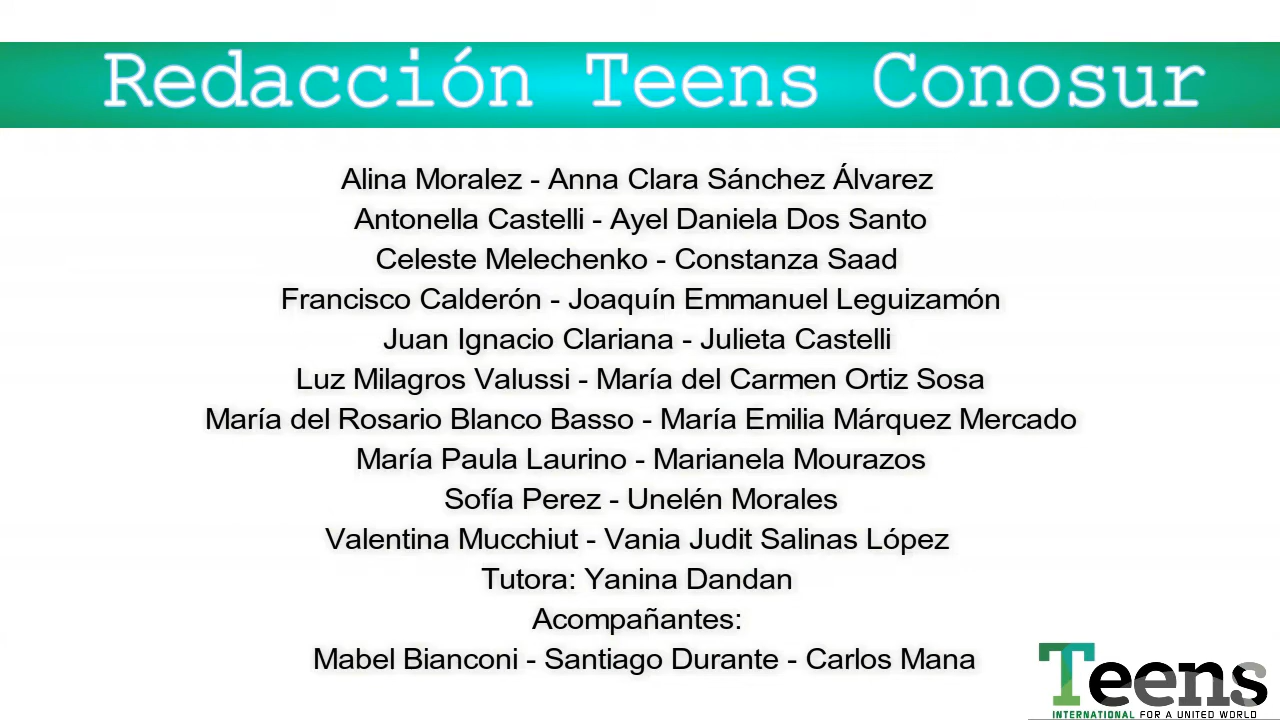 Redacción Teens Conosur
Alina Moralez - Anna Clara Sánchez Álvarez
Antonella Castelli - Ayel Daniela Dos Santo
Celeste Melechenko - Constanza Saad
Francisco Calderón - Joaquín Emmanuel Leguizamón
Juan Ignacio Clariana - Julieta Castelli
Luz Milagros Valussi - María del Carmen Ortiz Sosa
María del Rosario Blanco Basso - María Emilia Márquez Mercado
María Paula Laurino - Marianela Mourazos
Sofía Perez - Unelén Morales
Valentina Mucchiut - Vania Judit Salinas López
Tutora: Yanina Dandan
Acompañantes:
Mabel Bianconi - Santiago Durante - Carlos Mana
Teens
INTERNATIONAL FOR A UNITED WORLD